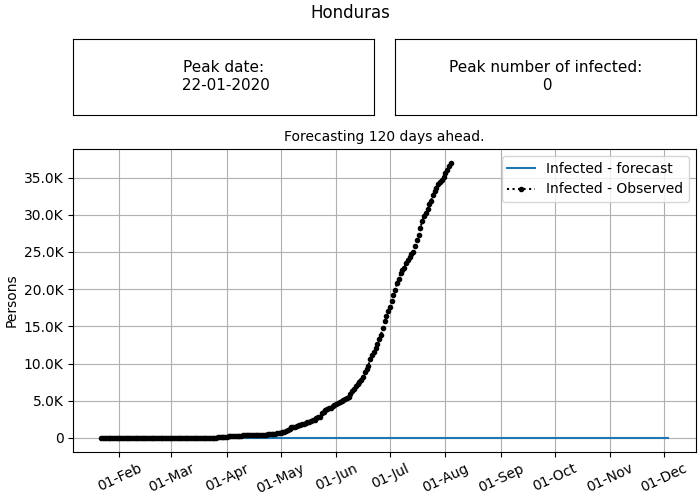 Honduras
Peak date:
22-01-2020
Peak number of infected:
0
Forecasting 120 days ahead.
Infected - forecast
Infected - Observed
Persons
35.0K
30.0K
25.0K
20.0K
15.0K
10.0K
5.0K
0
01-Feb 01-Mar 01-Apr 01-May 01-Jun 01-Jul 01-Aug 01-Sep 01-Oct 01-Nov 01-Dec